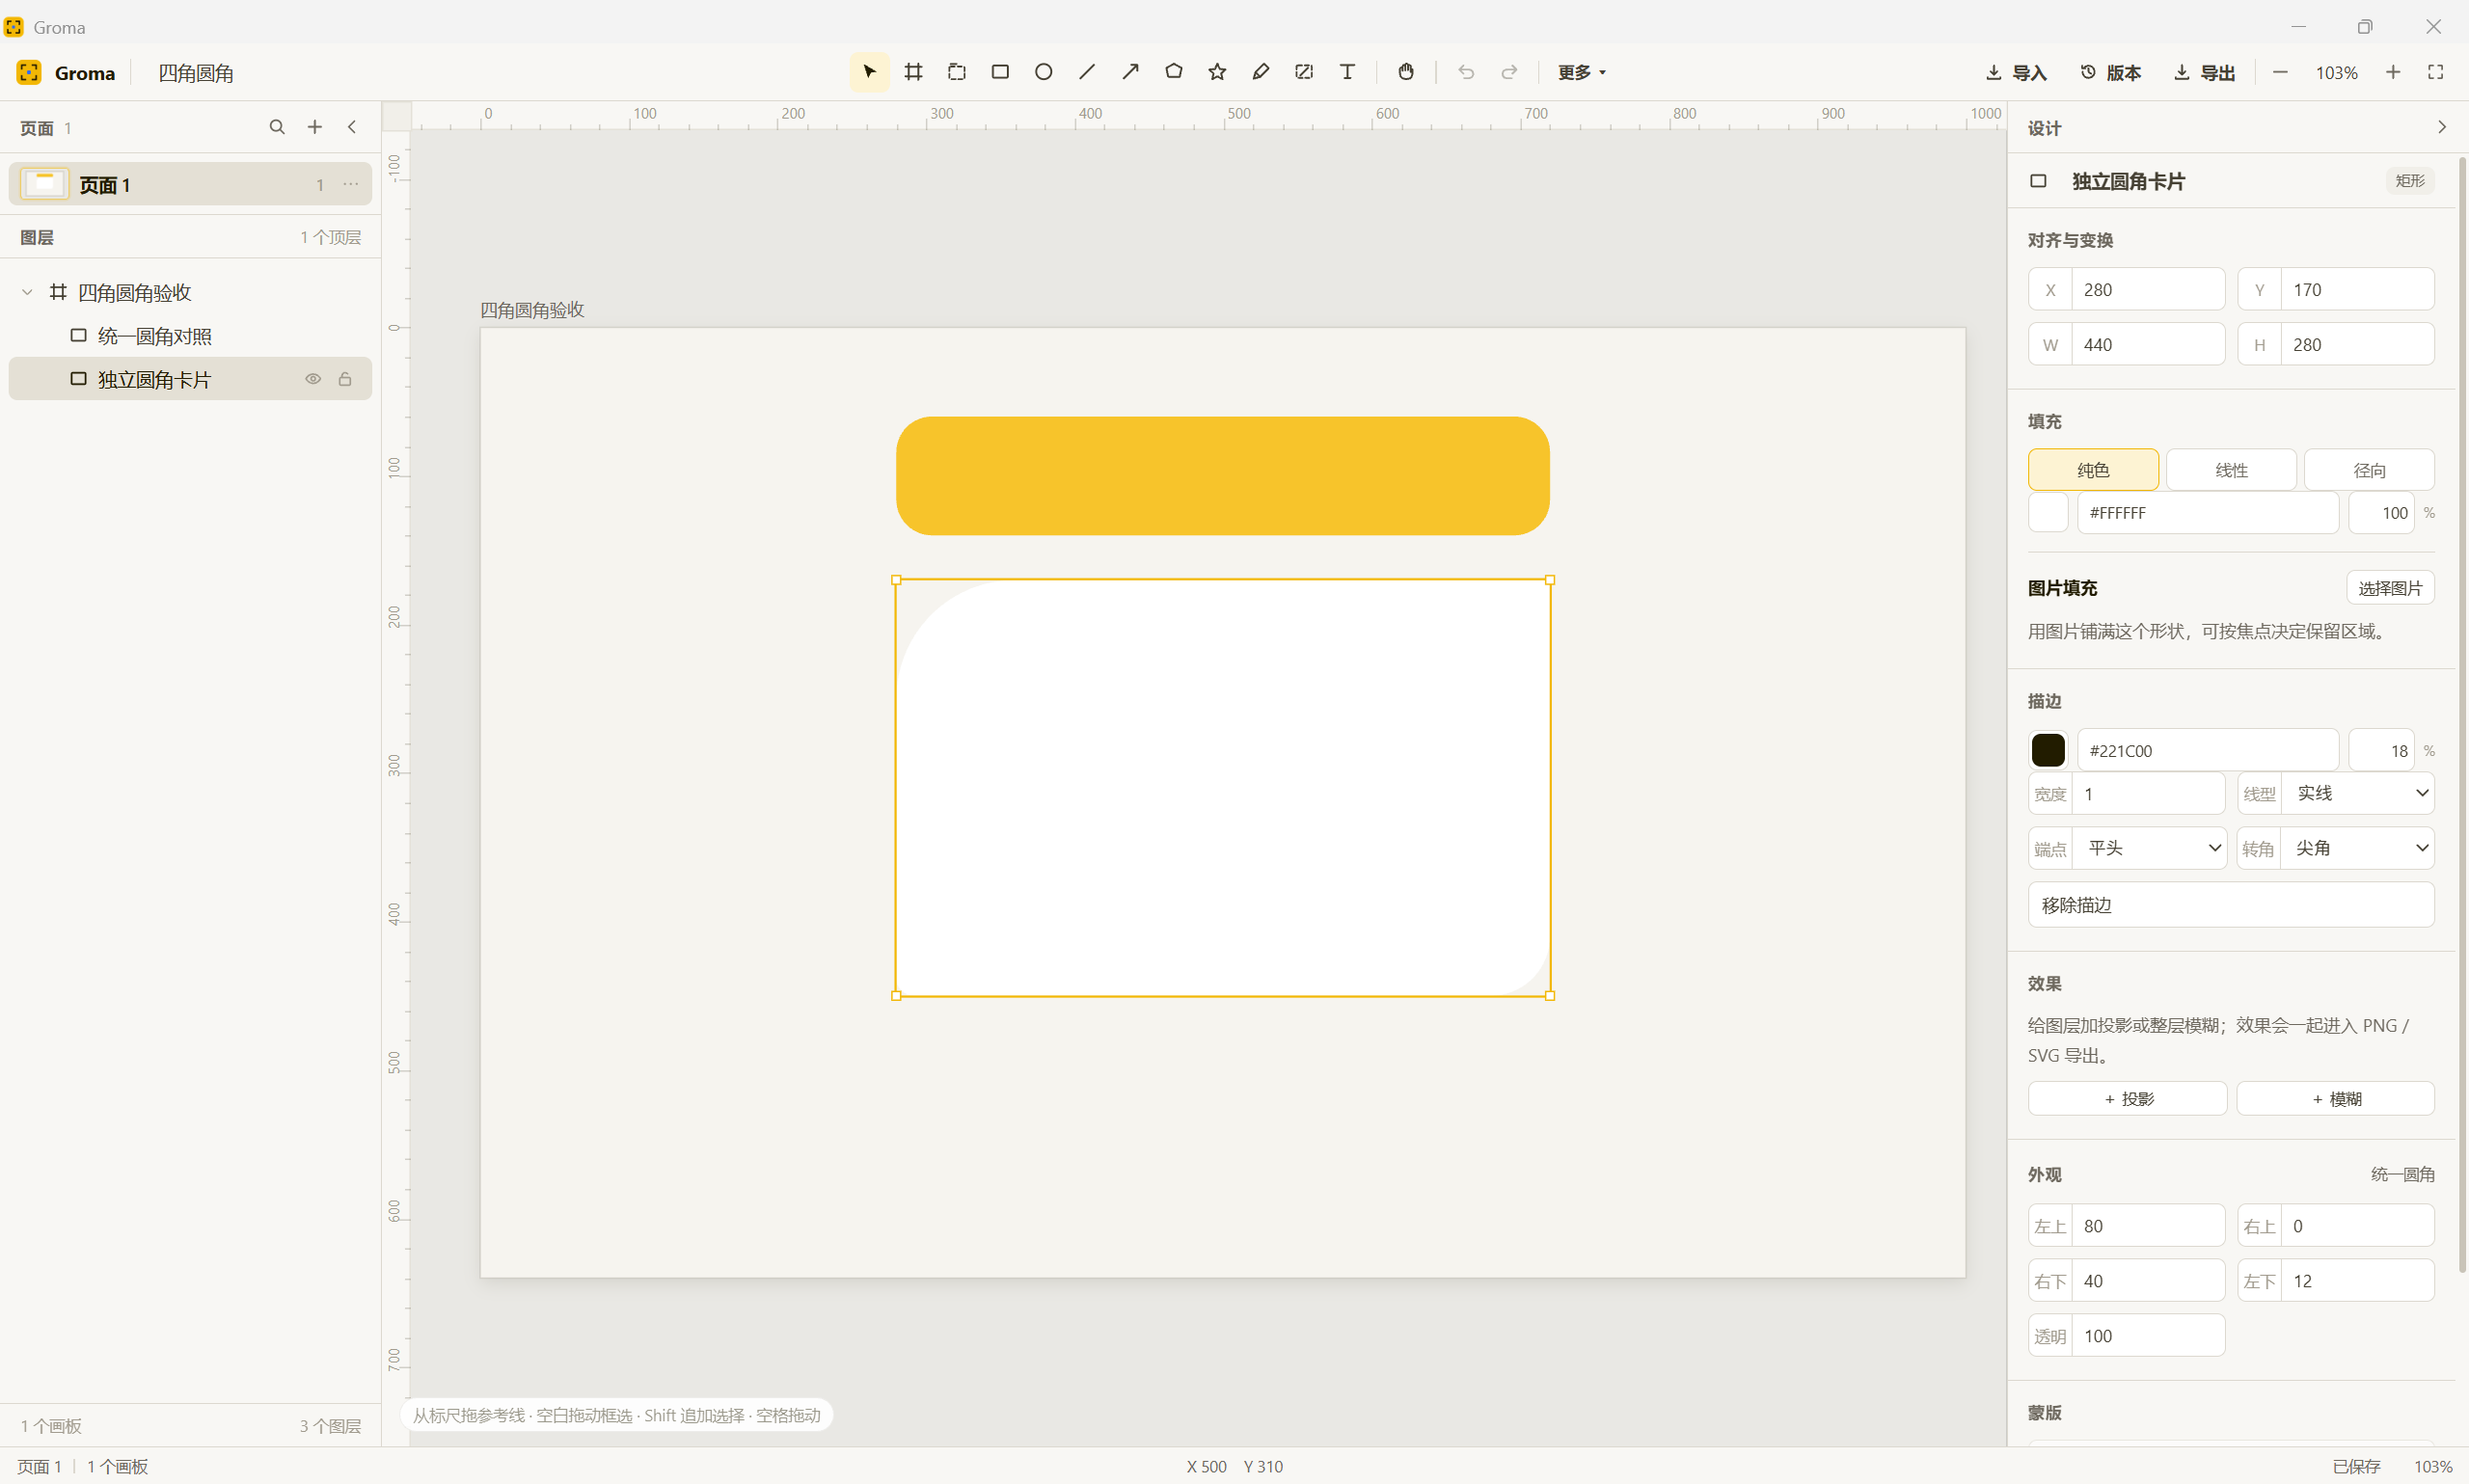 Groma
Groma
四角圆角
更多
导入
版本
导出
103%
页面 1
页面 1
1
图层
1 个顶层
四角圆角验收
统一圆角对照
独立圆角卡片
1 个画板
3 个图层
0 100 200 300 400 500 600 700 800 900 1000
-100
0
100
200
300
400
500
600
700
四角圆角验收
从标尺拖参考线 · 空白拖动框选 · Shift 追加选择 · 空格拖动
设计
独立圆角卡片
矩形
对齐与变换
X 280
Y 170
W 440
H 280
填充
纯色
线性
径向
#FFFFFF
100 %
图片填充
选择图片
用图片铺满这个形状，可按焦点决定保留区域。
描边
#221C00
18 %
宽度 1
线型 实线
端点 平头
转角 尖角
移除描边
效果
给图层加投影或整层模糊；效果会一起进入 PNG /
SVG 导出。
+ 投影
+ 模糊
外观
统一圆角
左上 80
右上 0
右下 40
左下 12
透明 100
蒙版
页面 1
1 个画板
X 500 Y 310
已保存
103%